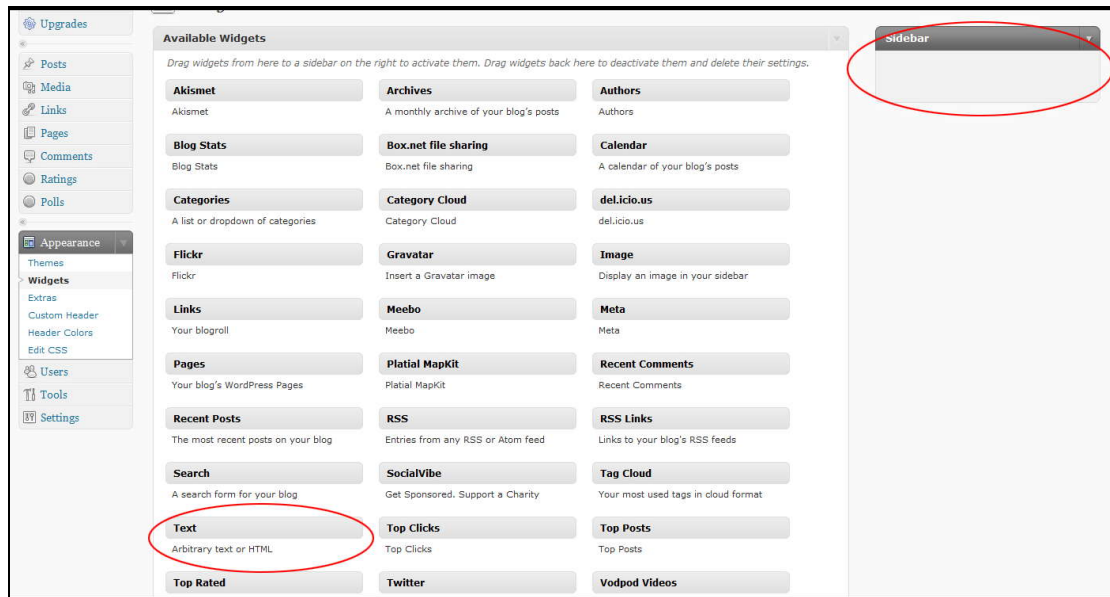 Upgrades
Posts
Media
Links
Pages
Comments
Ratings
Polls
Appearance
Themes
Widgets
Extras
Custom Header
Header Colors
Edit CSS
Users
Tools
Settings
Available Widgets
Drag widgets from here to a sidebar on the right to activate them. Drag widgets back here to deactivate them and delete their settings.
Akismet Archives Authors
Akismet A monthly archive of your blog's posts Authors
Blog Stats Box.net file sharing Calendar
Blog Stats Box.net file sharing A calendar of your blog's posts
Categories Category Cloud del.icio.us
A list or dropdown of categories Category Cloud del.icio.us
Flickr Gravatar Image
Flickr Insert a Gravatar image Display an image in your sidebar
Links Meebo Meta
Your blogroll Meebo Meta
Pages Platial MapKit Recent Comments
Your blog's WordPress Pages Platial MapKit Recent Comments
Recent Posts RSS RSS Links
The most recent posts on your blog Entries from any RSS or Atom feed Links to your blog's RSS feeds
Search SocialVibe Tag Cloud
A search form for your blog Get Sponsored. Support a Charity Your most used tags in cloud format
Text Top Clicks Top Posts
Arbitrary text or HTML Top Clicks Top Posts
Top Rated Twitter Vodpod Videos
Sidebar